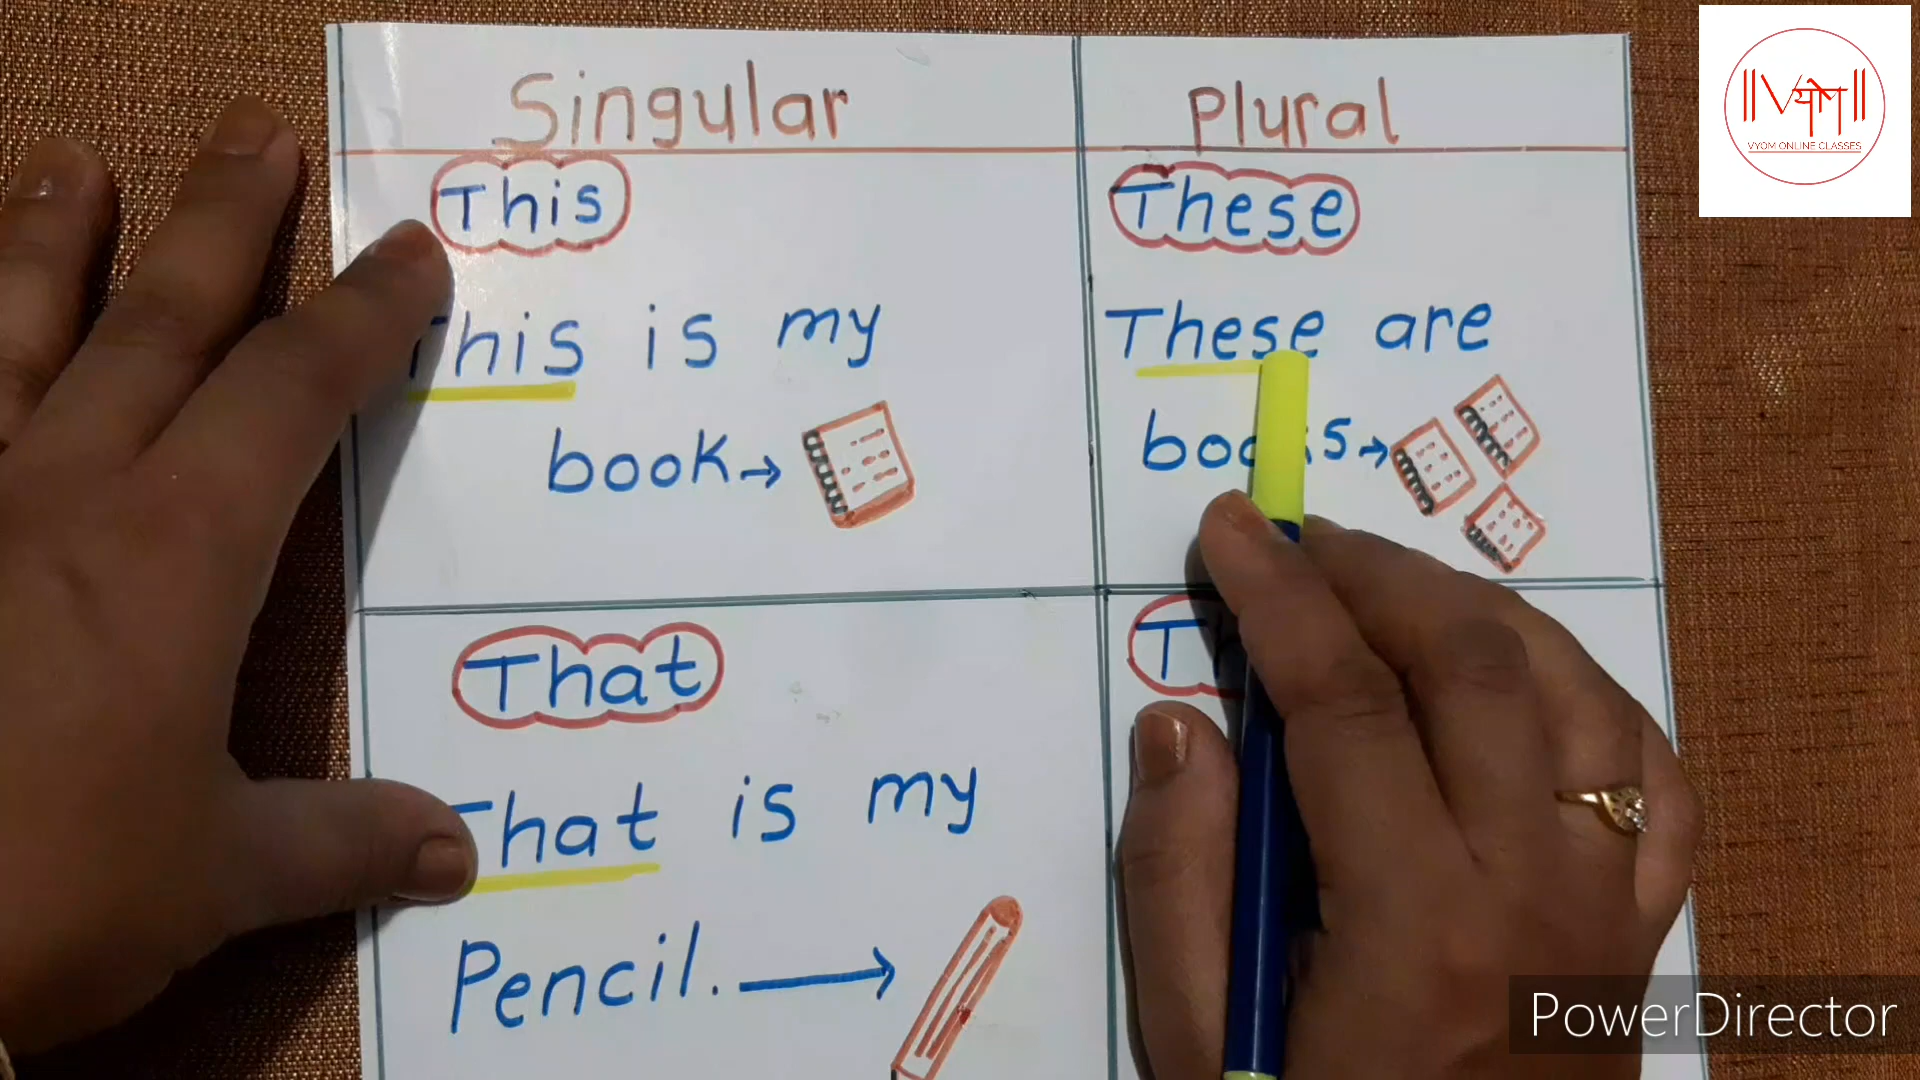 Singular
Plural
This
This is my
book
These
These are
That
That is my
Pencil.
||व्योम||
VYOM ONLINE CLASSES
PowerDirector